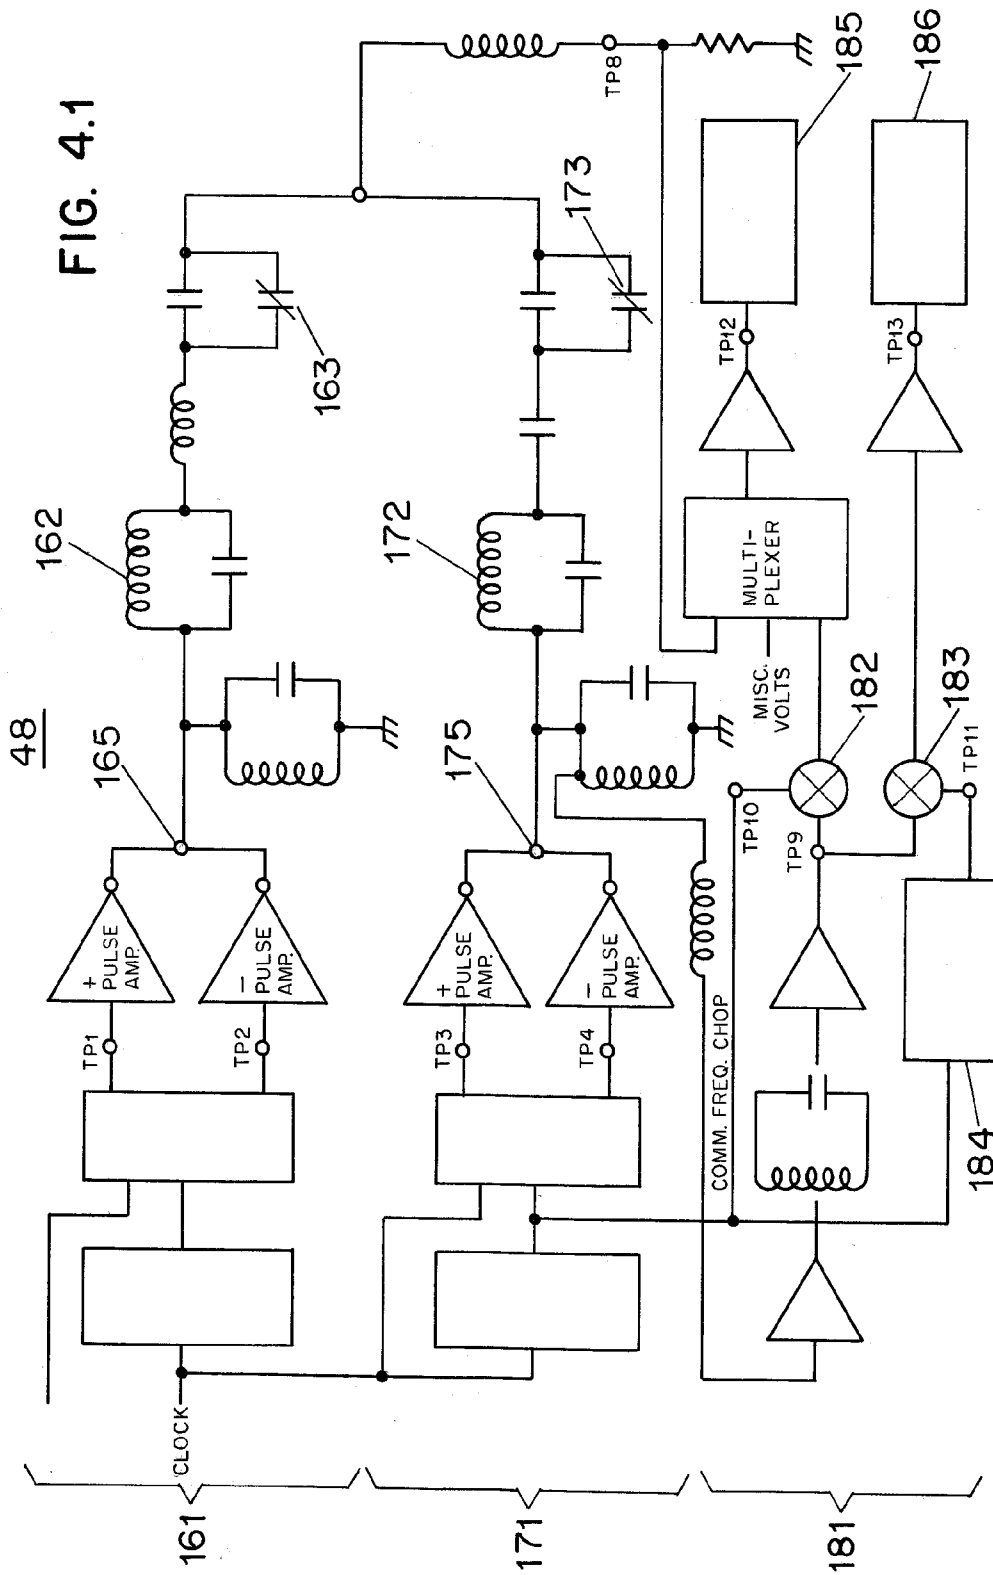 FIG. 4.1
48
162
163
165
+
PULSE
AMP.
TP1
−
PULSE
AMP.
TP2
CLOCK
161
172
173
175
+
PULSE
AMP.
TP3
−
PULSE
AMP.
TP4
171
TP8
185
186
TP12
TP13
MULTI-
PLEXER
MISC.
VOLTS
182
183
TP10
TP9
TP11
COMM. FREQ. CHOP
184
181